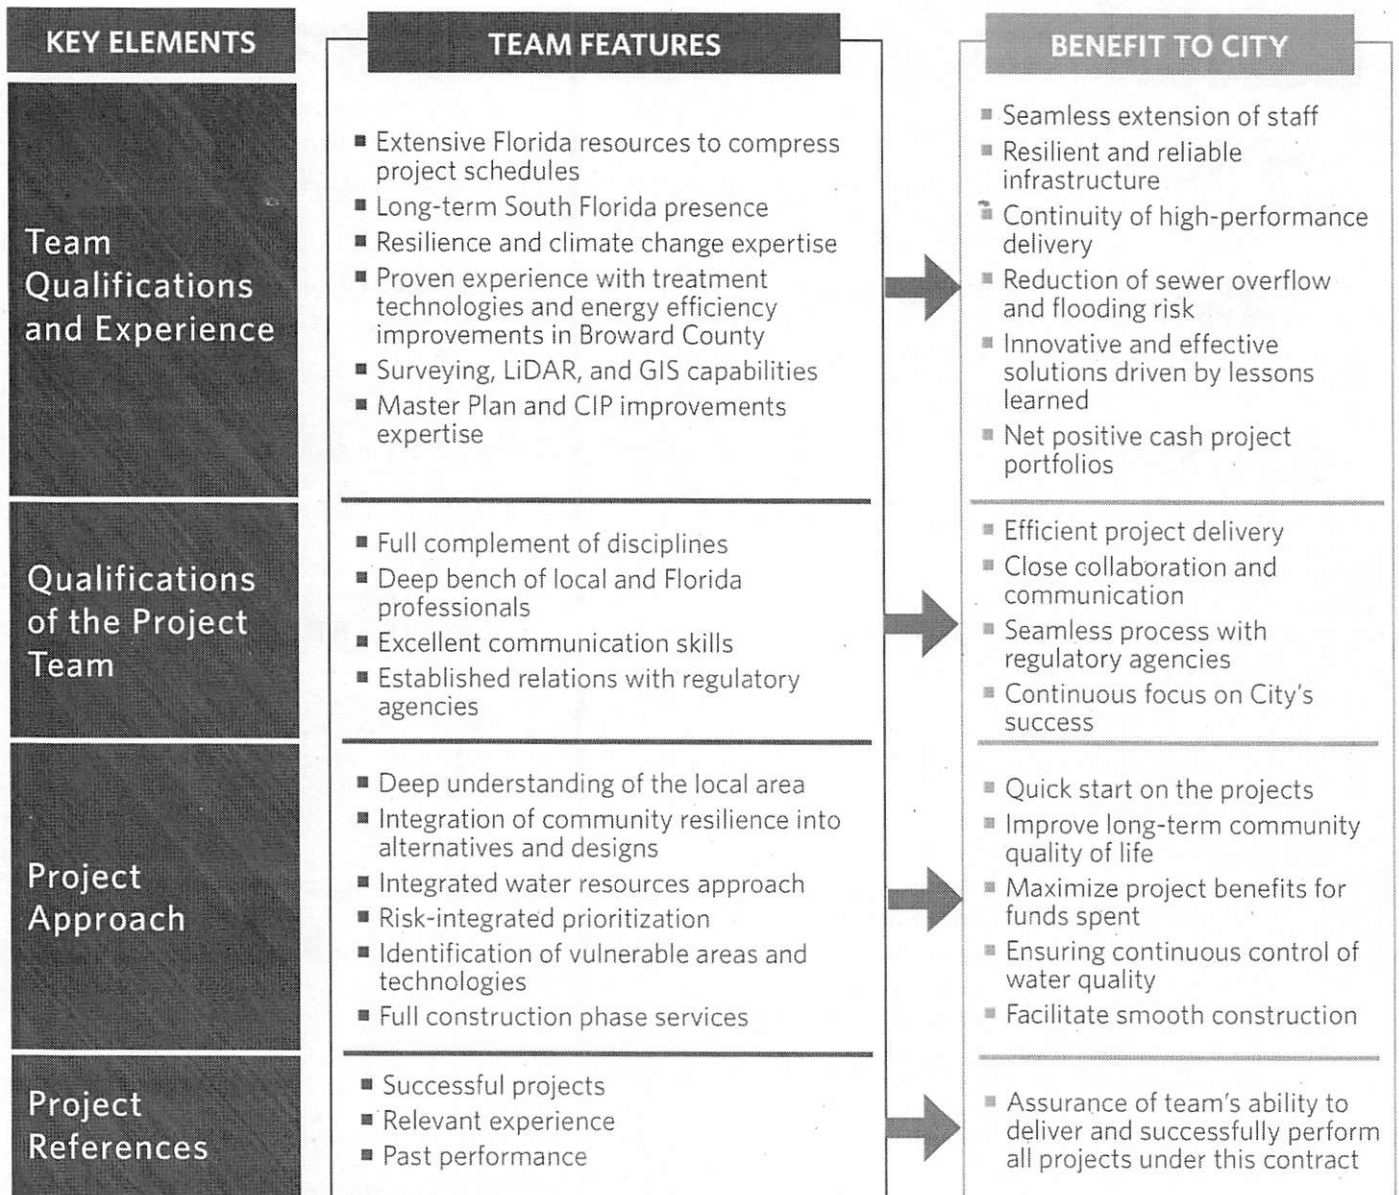 KEY ELEMENTS
TEAM FEATURES
BENEFIT TO CITY
Team
Qualifications
and Experience
■ Extensive Florida resources to compress
project schedules
■ Long-term South Florida presence
■ Resilience and climate change expertise
■ Proven experience with treatment
technologies and energy efficiency
improvements in Broward County
■ Surveying, LiDAR, and GIS capabilities
■ Master Plan and CIP improvements
expertise
■ Seamless extension of staff
■ Resilient and reliable
infrastructure
■ Continuity of high-performance
delivery
■ Reduction of sewer overflow
and flooding risk
■ Innovative and effective
solutions driven by lessons
learned
■ Net positive cash project
portfolios
Qualifications
of the Project
Team
■ Full complement of disciplines
■ Deep bench of local and Florida
professionals
■ Excellent communication skills
■ Established relations with regulatory
agencies
■ Efficient project delivery
■ Close collaboration and
communication
■ Seamless process with
regulatory agencies
■ Continuous focus on City's
success
Project
Approach
■ Deep understanding of the local area
■ Integration of community resilience into
alternatives and designs
■ Integrated water resources approach
■ Risk-integrated prioritization
■ Identification of vulnerable areas and
technologies
■ Full construction phase services
■ Quick start on the projects
■ Improve long-term community
quality of life
■ Maximize project benefits for
funds spent
■ Ensuring continuous control of
water quality
■ Facilitate smooth construction
Project
References
■ Successful projects
■ Relevant experience
■ Past performance
■ Assurance of team's ability to
deliver and successfully perform
all projects under this contract